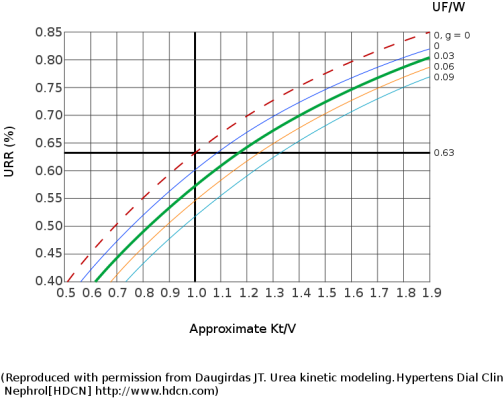 UF/W
0.85
0, g = 0
0
0.80
0.03
0.06
0.75
0.09
0.70
0.65
0.63
0.60
0.55
0.50
0.45
0.40
URR (%)
0.5 0.6 0.7 0.8 0.9 1.0 1.1 1.2 1.3 1.4 1.5 1.6 1.7 1.8 1.9
Approximate Kt/V
(Reproduced with permission from Daugirdas JT. Urea kinetic modeling. Hypertens Dial Clin
Nephrol[HDCN] http://www.hdcn.com)